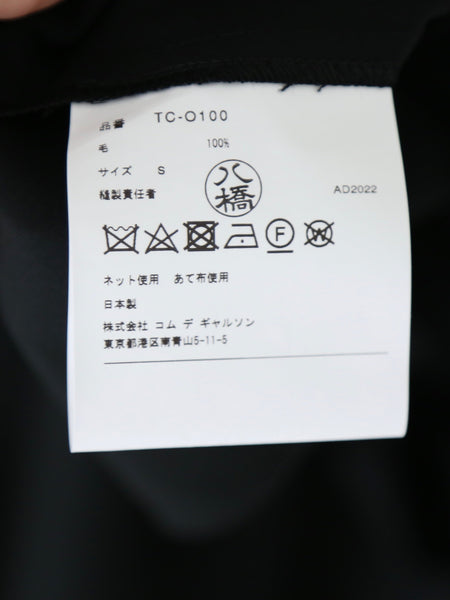 品番 TC-O100
毛 100%
サイズ S
縫製責任者 八橋 AD2022
F W
ネット使用 あて布使用
日本製
株式会社 コム デ ギャルソン
東京都港区南青山5-11-5